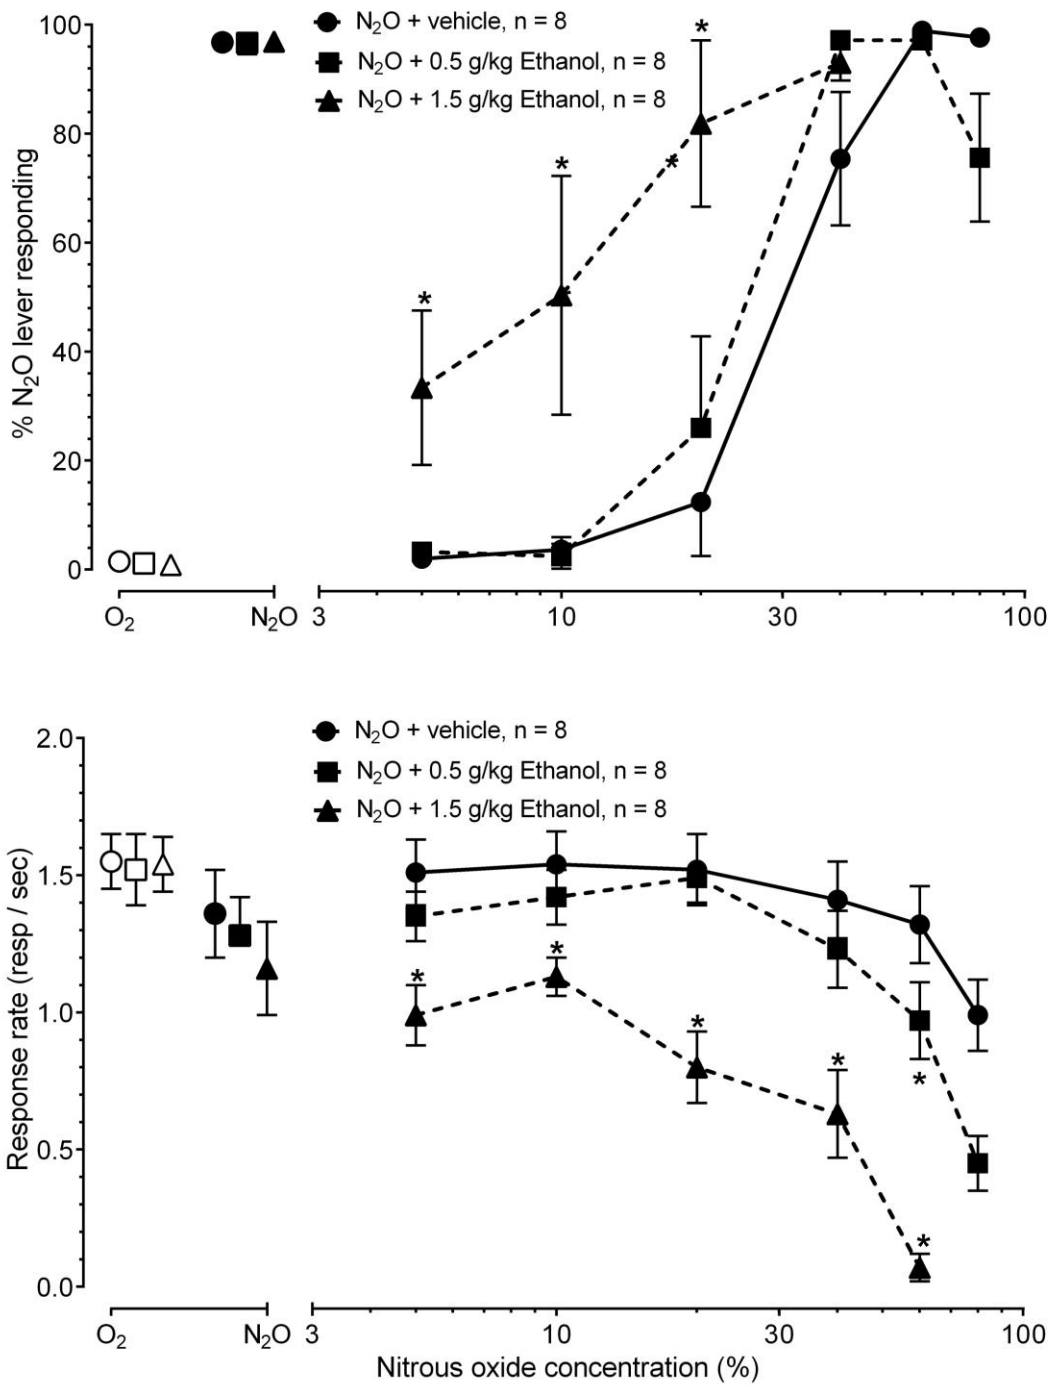 100
80
60
40
20
0
% N₂O lever responding
N₂O + vehicle, n = 8
N₂O + 0.5 g/kg Ethanol, n = 8
N₂O + 1.5 g/kg Ethanol, n = 8
*
*
*
*
O₂ N₂O 3 10 30 100
2.0
1.5
1.0
0.5
0.0
Response rate (resp / sec)
N₂O + vehicle, n = 8
N₂O + 0.5 g/kg Ethanol, n = 8
N₂O + 1.5 g/kg Ethanol, n = 8
*
*
*
*
*
*
O₂ N₂O 3 10 30 100
Nitrous oxide concentration (%)